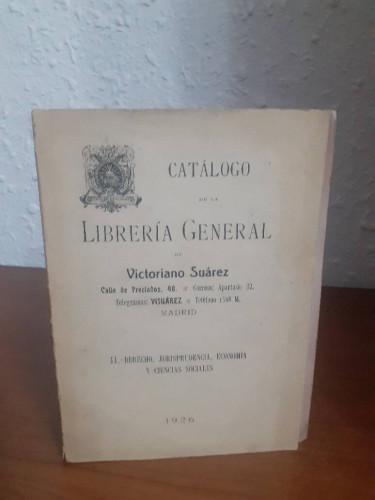 CATÁLOGO
DE LA
LIBRERÍA GENERAL
DE
Victoriano Suárez
Calle de Preciados, 48. Correos: Apartado 32.
Telegramas: VISUÁREZ Teléfono
MADRID
II.-DERECHO, JURISPRUDENCIA, ECONOMÍA
Y CIENCIAS SOCIALES
1926